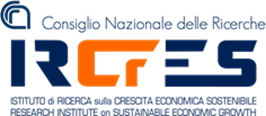 Consiglio Nazionale delle Ricerche
IRCrES
ISTITUTO di RICERCA sulla CRESCITA ECONOMICA SOSTENIBILE
RESEARCH INSTITUTE on SUSTAINABLE ECONOMIC GROWTH